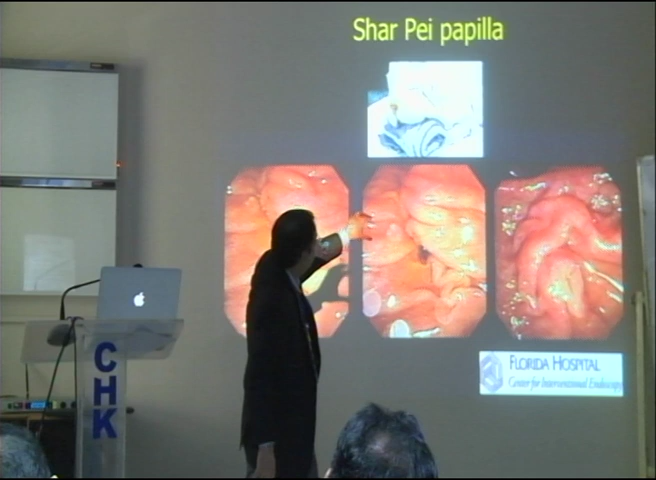 Shar Pei papilla
FLORIDA HOSPITAL
Center for Interventional Endoscopy
CHK